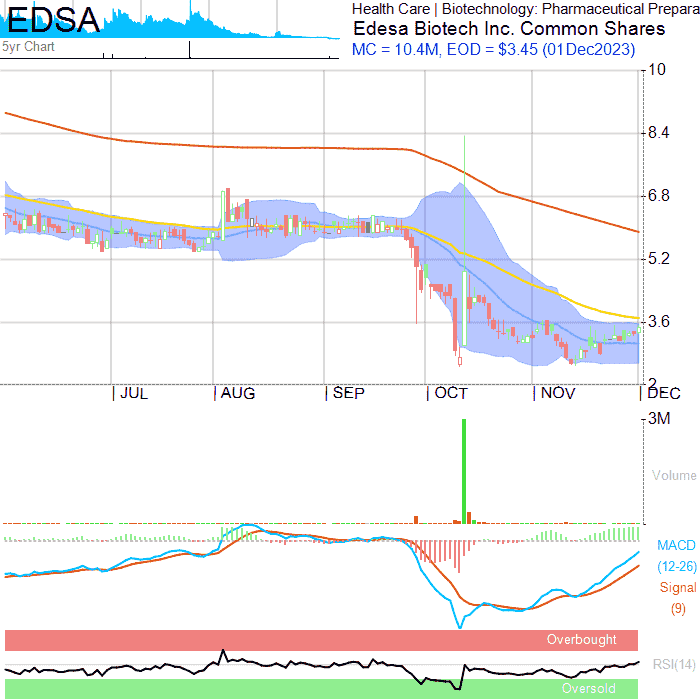 EDSA
5yr Chart
Health Care | Biotechnology: Pharmaceutical Prepara
Edesa Biotech Inc. Common Shares
MC = 10.4M, EOD = $3.45 (01Dec2023)
10
8.4
6.8
5.2
3.6
2
JUL AUG SEP OCT NOV DEC
3M
Volume
MACD
(12-26)
Signal
(9)
Overbought
RSI(14)
Oversold